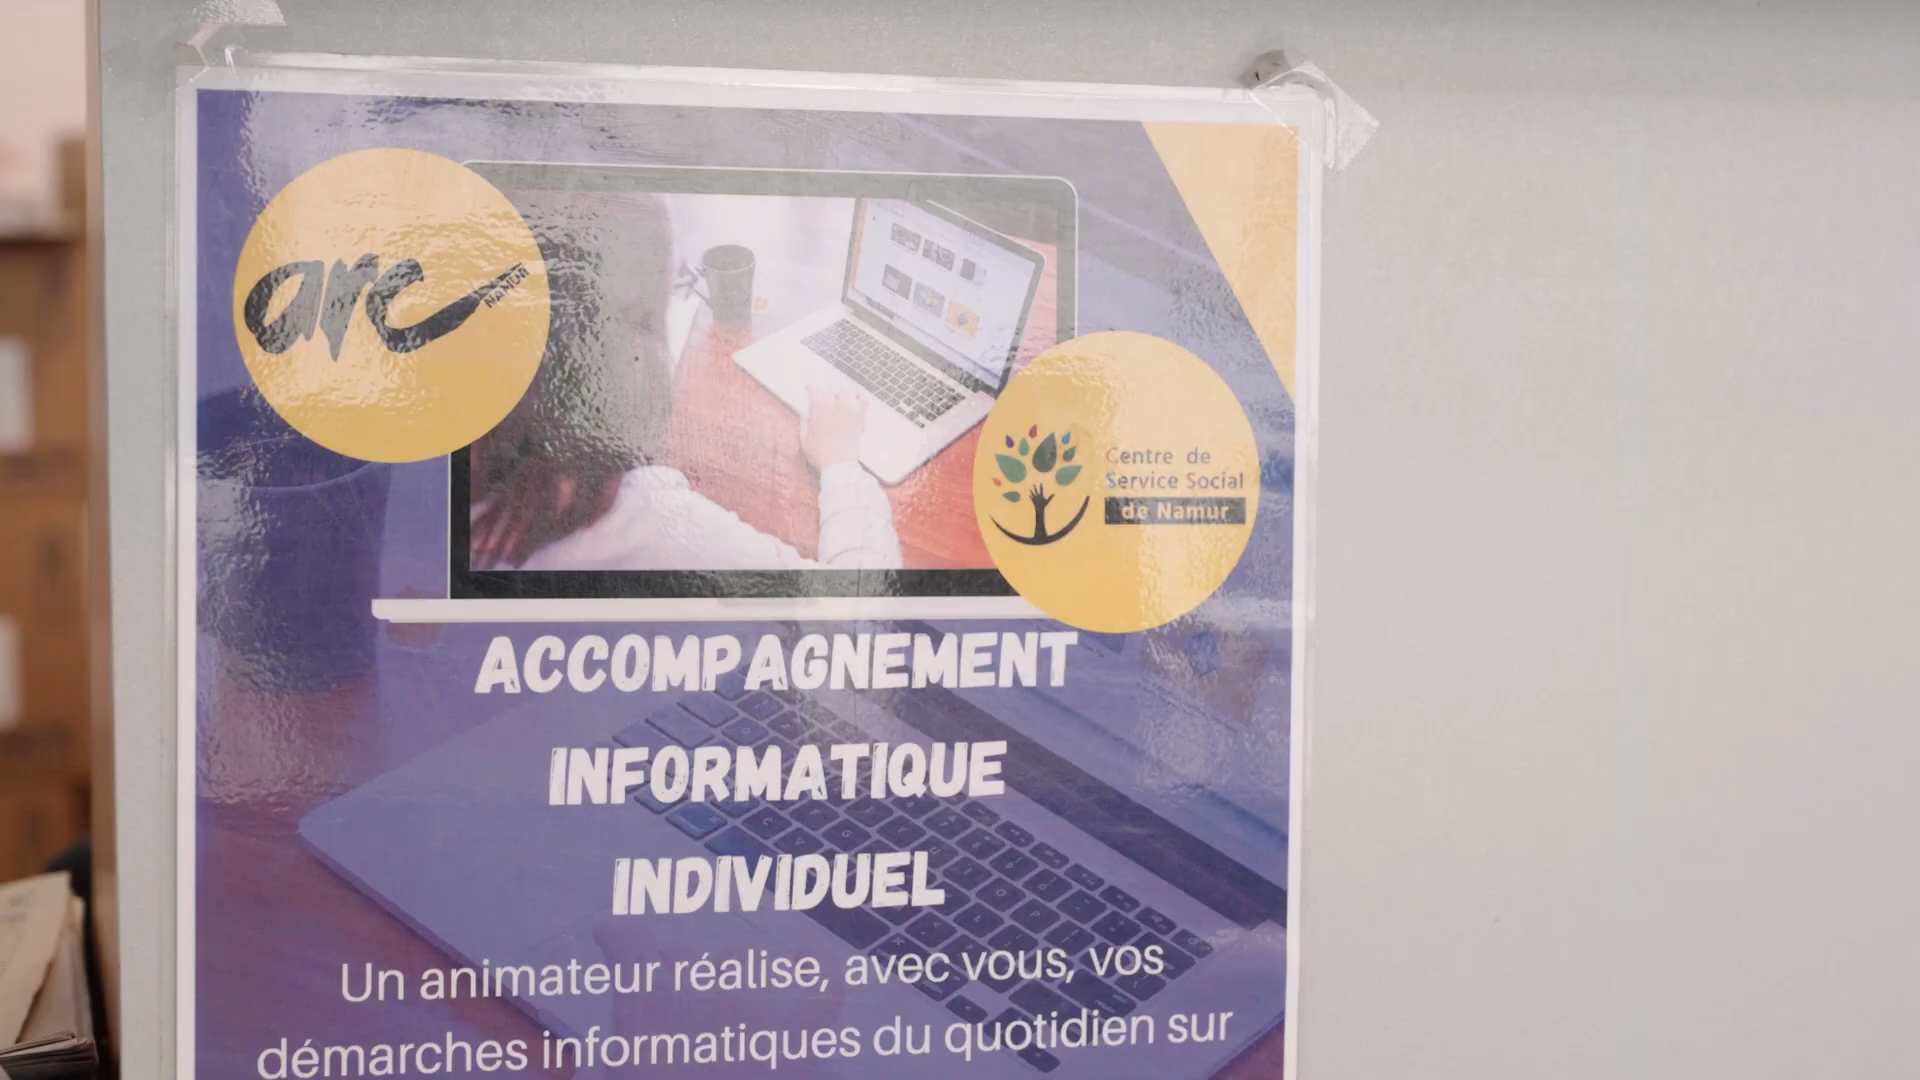 arc
NAMUR
Centre de
Service Social
de Namur
ACCOMPAGNEMENT
INFORMATIQUE
INDIVIDUEL
Un animateur réalise, avec vous, vos
démarches informatiques du quotidien sur